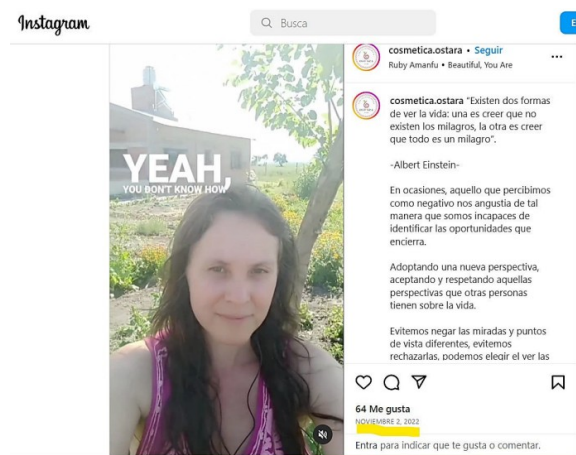 Instagram
Busca
cosmetica.ostara • Seguir
Ruby Amanfu • Beautiful, You Are
YEAH,
YOU DON'T KNOW HOW
cosmetica.ostara "Existen dos formas
de ver la vida: una es creer que no
existen los milagros, la otra es creer
que todo es un milagro".
-Albert Einstein-
En ocasiones, aquello que percibimos
como negativo nos angustia de tal
manera que somos incapaces de
identificar las oportunidades que
encierra.
Adoptando una nueva perspectiva,
aceptando y respetando aquellas
perspectivas que otras personas
tienen sobre la vida.
Evitemos negar las miradas y puntos
de vista diferentes, evitemos
rechazarlas, podemos elegir el ver las
64 Me gusta
NOVIEMBRE 2, 2022
Entra para indicar que te gusta o comentar.